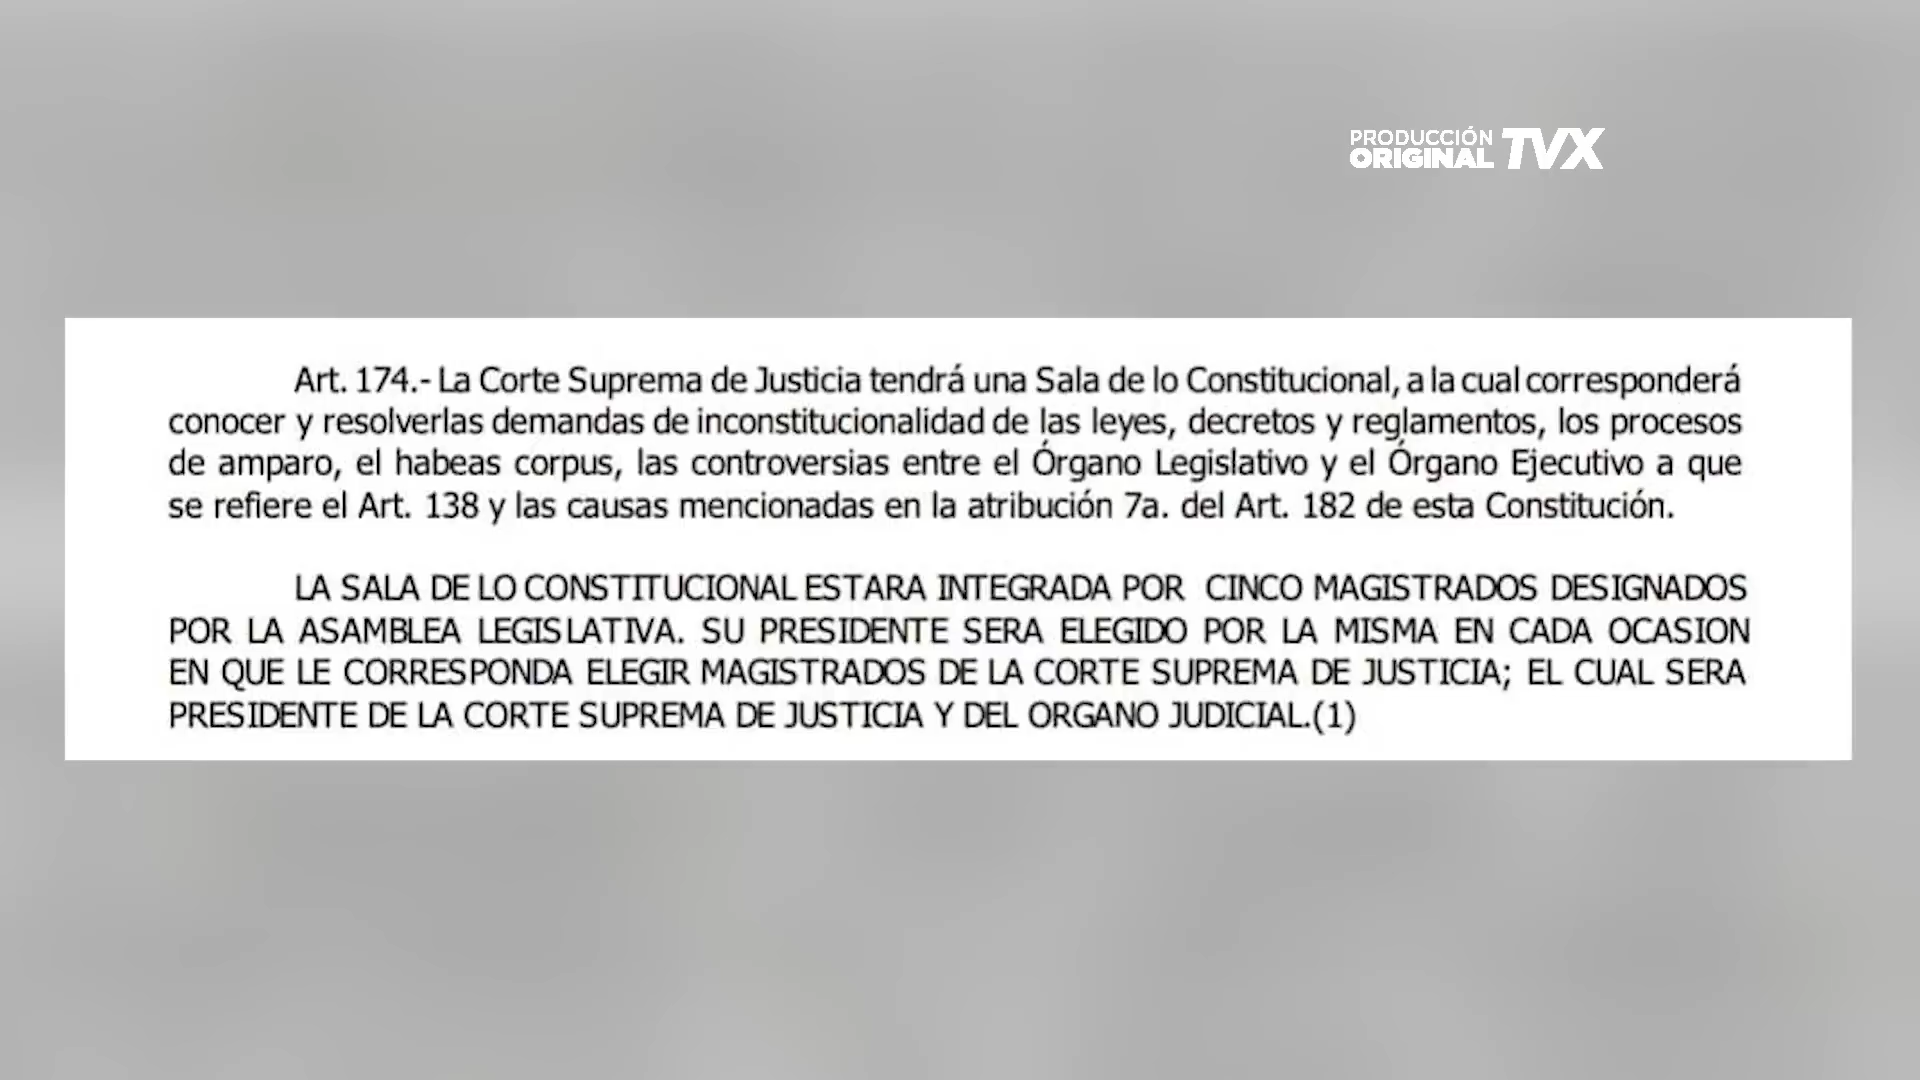 PRODUCCIÓN
ORIGINAL TVX
Art. 174.- La Corte Suprema de Justicia tendrá una Sala de lo Constitucional, a la cual corresponderá
conocer y resolverlas demandas de inconstitucionalidad de las leyes, decretos y reglamentos, los procesos
de amparo, el habeas corpus, las controversias entre el Órgano Legislativo y el Órgano Ejecutivo a que
se refiere el Art. 138 y las causas mencionadas en la atribución 7a. del Art. 182 de esta Constitución.
LA SALA DE LO CONSTITUCIONAL ESTARA INTEGRADA POR CINCO MAGISTRADOS DESIGNADOS
POR LA ASAMBLEA LEGISLATIVA. SU PRESIDENTE SERA ELEGIDO POR LA MISMA EN CADA OCASION
EN QUE LE CORRESPONDA ELEGIR MAGISTRADOS DE LA CORTE SUPREMA DE JUSTICIA; EL CUAL SERA
PRESIDENTE DE LA CORTE SUPREMA DE JUSTICIA Y DEL ORGANO JUDICIAL.(1)